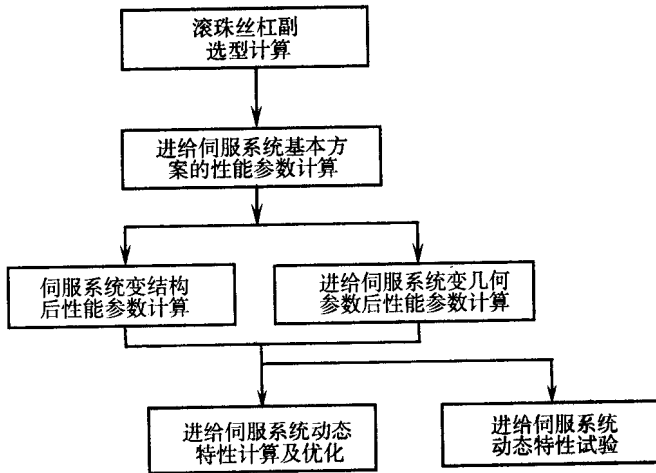 滚珠丝杠副
选型计算
进给伺服系统基本方
案的性能参数计算
伺服系统变结构
后性能参数计算
进给伺服系统变几何
参数后性能参数计算
进给伺服系统动态
特性计算及优化
进给伺服系统
动态特性试验